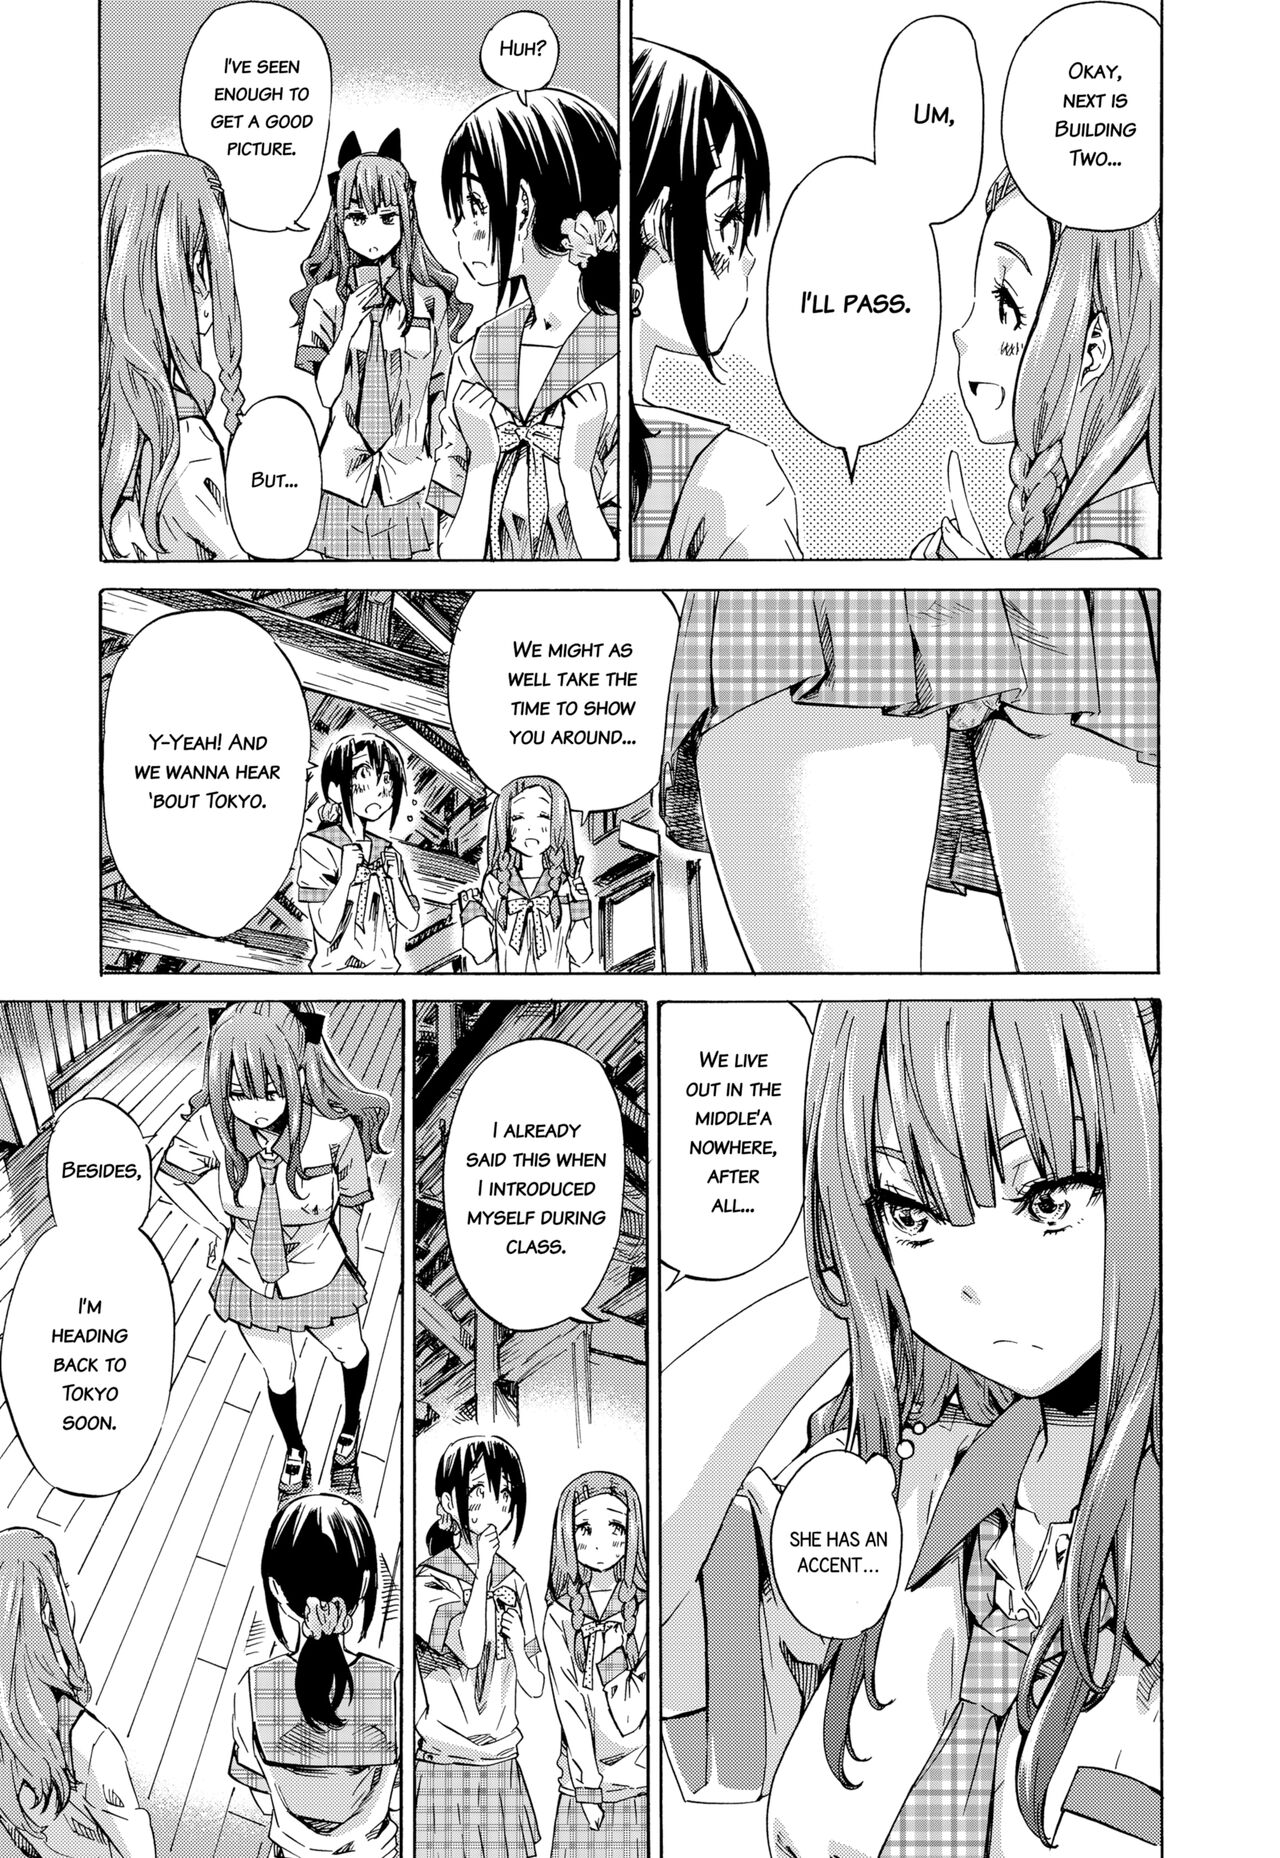 OKAY,
NEXT IS
BUILDING
TWO...
UM,
I'LL PASS.
HUH?
I'VE SEEN
ENOUGH TO
GET A GOOD
PICTURE.
BUT...
WE MIGHT AS
WELL TAKE THE
TIME TO SHOW
YOU AROUND...
Y-YEAH! AND
WE WANNA HEAR
'BOUT TOKYO.
WE LIVE
OUT IN THE
MIDDLE'A
NOWHERE,
AFTER
ALL...
SHE HAS AN
ACCENT...
I ALREADY
SAID THIS WHEN
I INTRODUCED
MYSELF DURING
CLASS.
BESIDES,
I'M
HEADING
BACK TO
TOKYO
SOON.